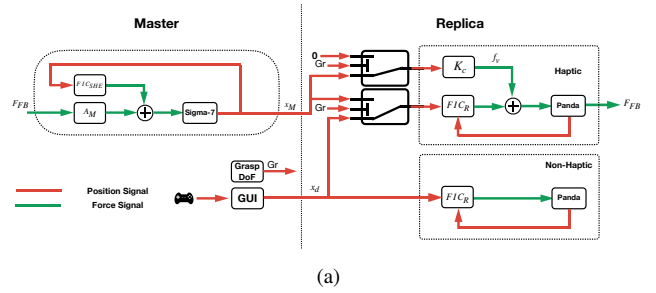 Master
Replica
0
Gr
K_c
f_v
Haptic
FIC_SHE
F_FB
A_M
Sigma-7
x_M
Gr
FIC_R
Panda
F_FB
Non-Haptic
Grasp
DoF
Gr
Position Signal
Force Signal
GUI
x_d
FIC_R
Panda
(a)